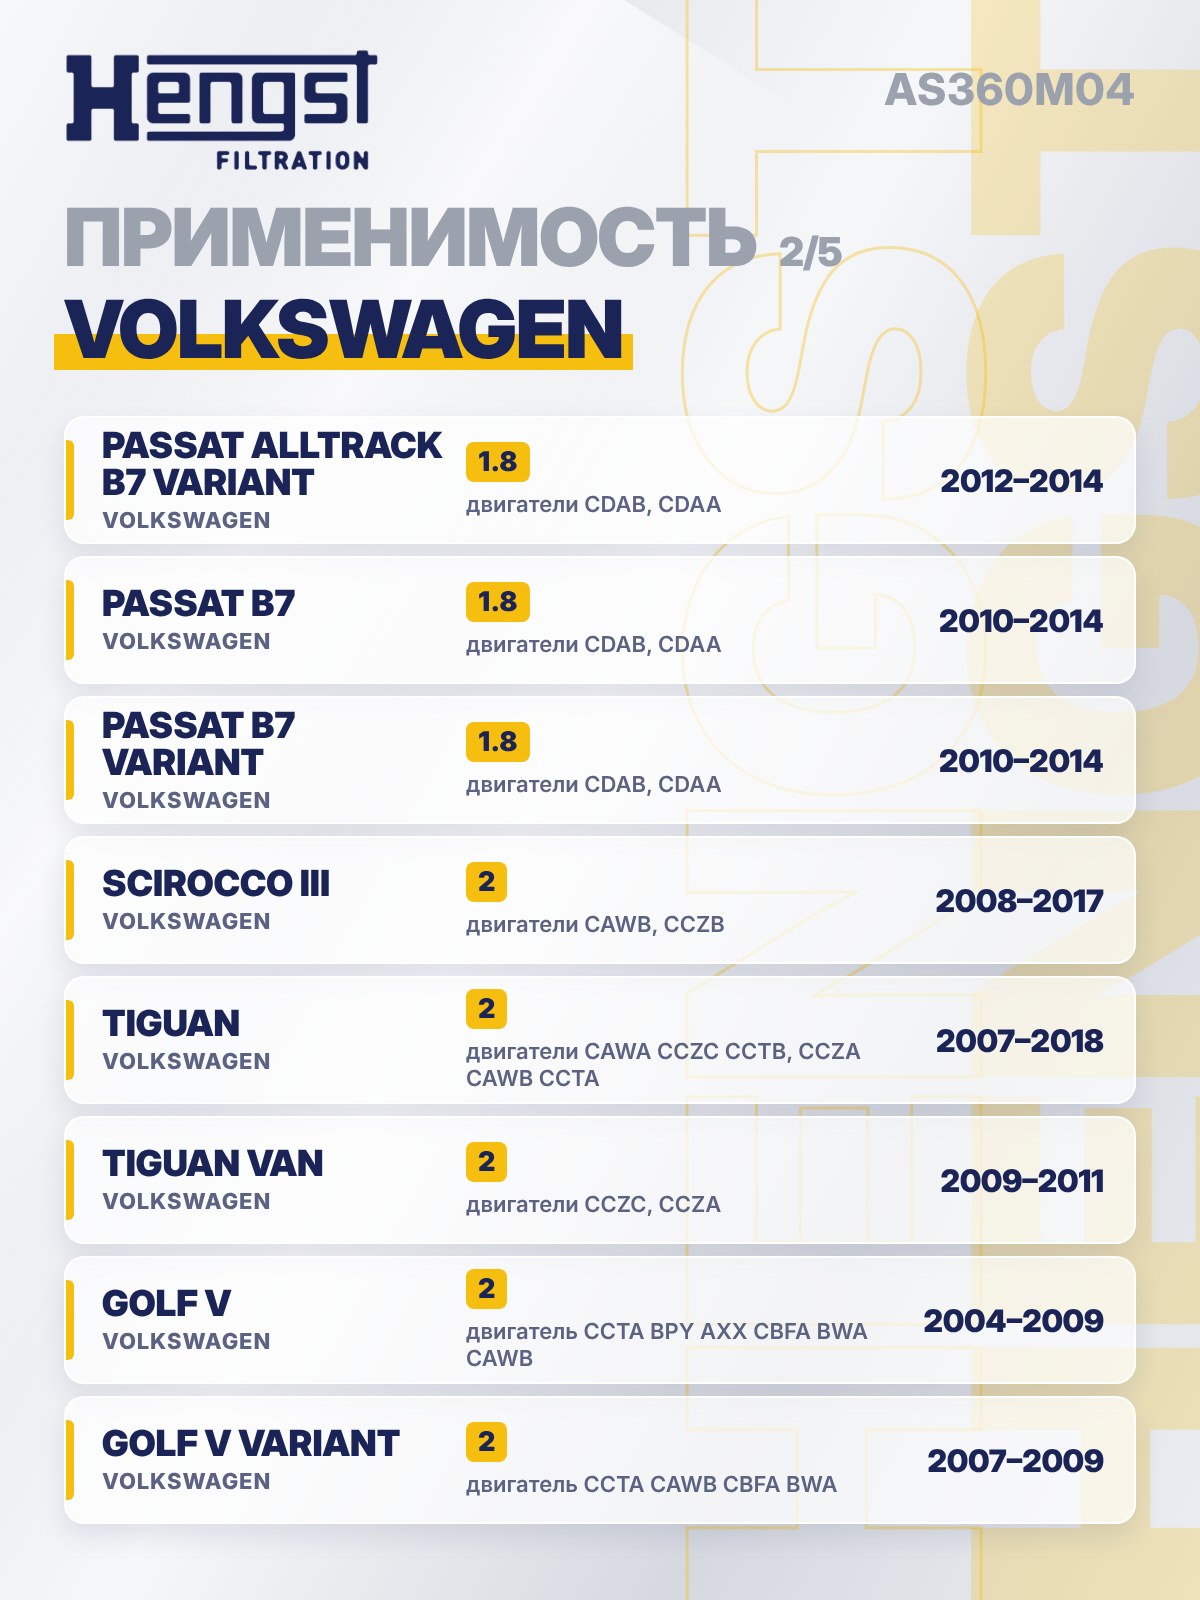 Hengst
FILTRATION
AS360M04
ПРИМЕНИМОСТЬ 2/5
VOLKSWAGEN
PASSAT ALLTRACK
B7 VARIANT
VOLKSWAGEN
1.8
двигатели CDAB, CDAA
2012–2014
PASSAT B7
VOLKSWAGEN
1.8
двигатели CDAB, CDAA
2010–2014
PASSAT B7
VARIANT
VOLKSWAGEN
1.8
двигатели CDAB, CDAA
2010–2014
SCIROCCO III
VOLKSWAGEN
2
двигатели CAWB, CCZB
2008–2017
TIGUAN
VOLKSWAGEN
2
двигатели CAWA CCZC CCTB, CCZA
CAWB CCTA
2007–2018
TIGUAN VAN
VOLKSWAGEN
2
двигатели CCZC, CCZA
2009–2011
GOLF V
VOLKSWAGEN
2
двигатель CCTA BPY AXX CBFA BWA
CAWB
2004–2009
GOLF V VARIANT
VOLKSWAGEN
2
двигатель CCTA CAWB CBFA BWA
2007–2009
HENGST
HENGST